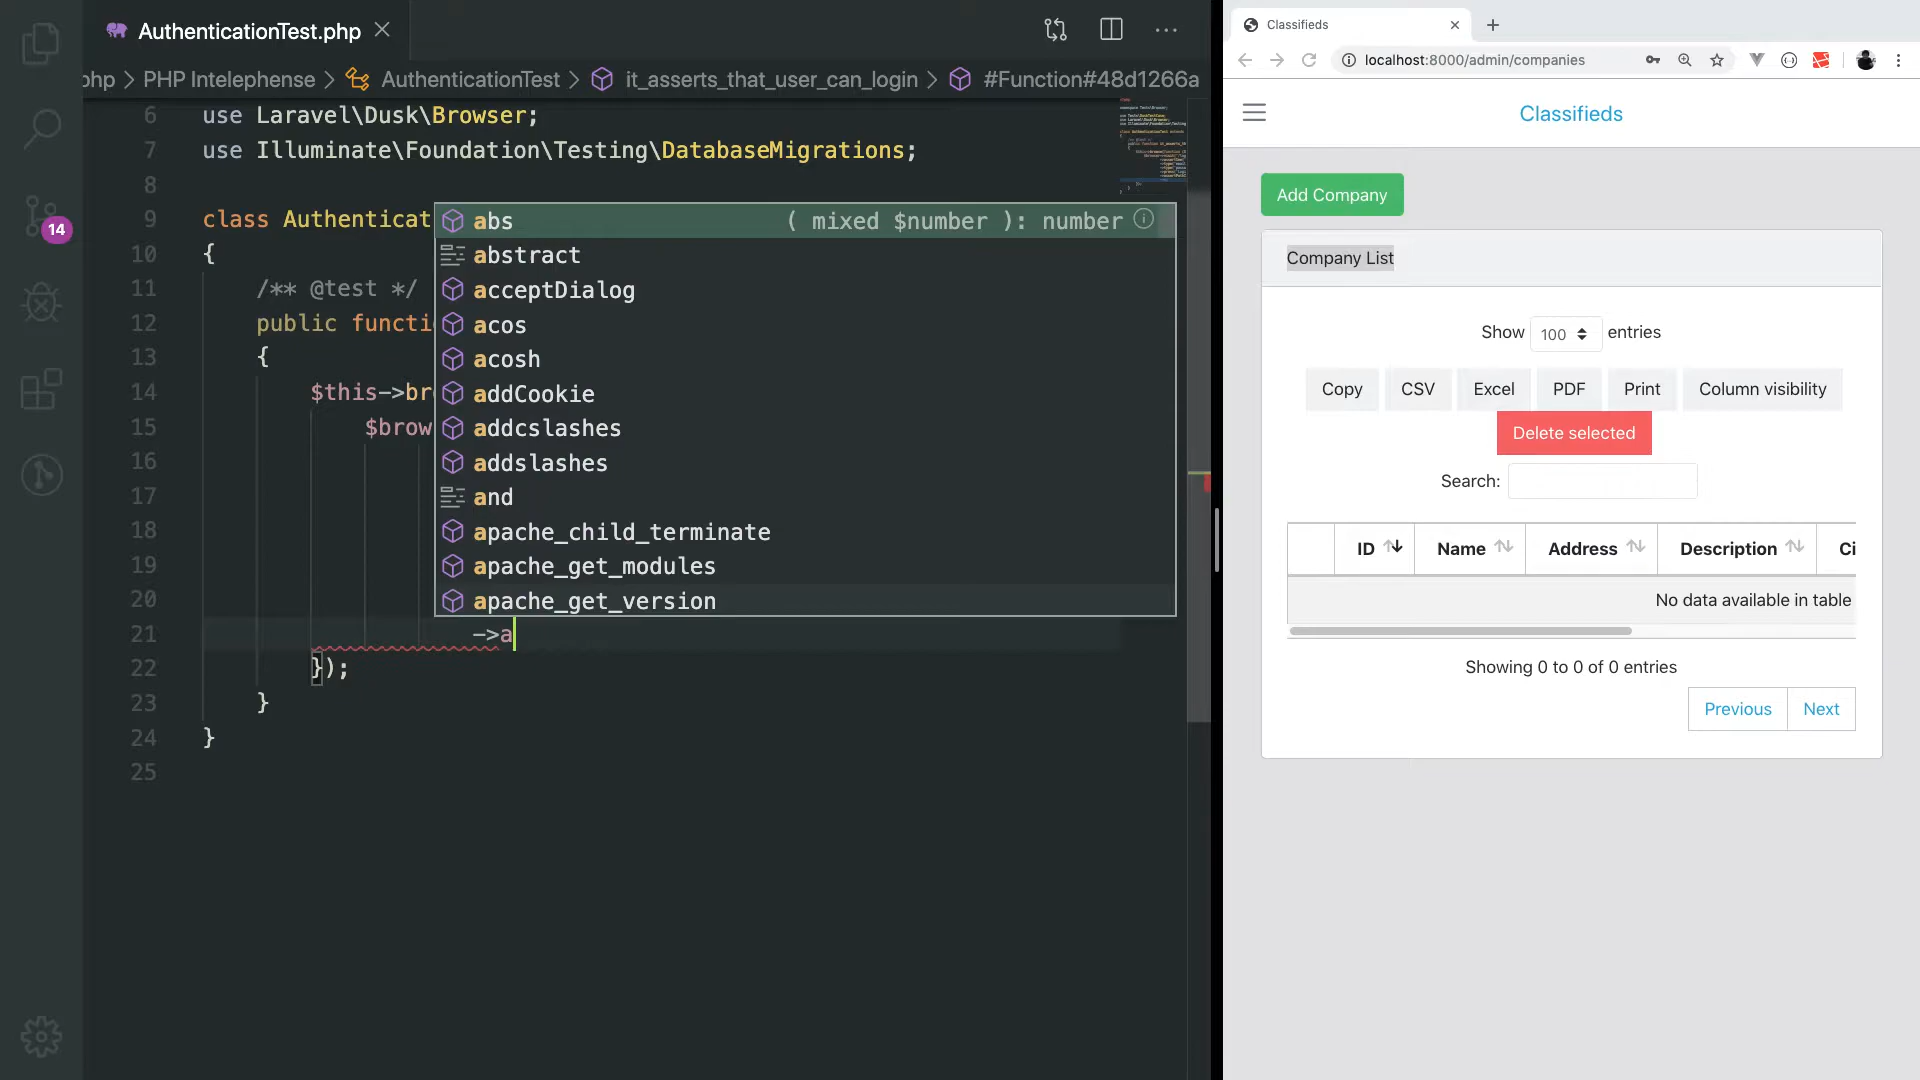 AuthenticationTest.php
php > PHP Intelephense > AuthenticationTest > it_asserts_that_user_can_login > #Function#48d1266a
6 use Laravel\Dusk\Browser;
7 use Illuminate\Foundation\Testing\DatabaseMigrations;
8
9 class Authenticat
10 {
11 /** @test */
12 public functi
13 {
14 $this->br
15 $brow
16
17
18
19
20
21 ->a
22 });
23 }
24 }
25
abs ( mixed $number ): number
abstract
acceptDialog
acos
acosh
addCookie
addcslashes
addslashes
and
apache_child_terminate
apache_get_modules
apache_get_version
14
Classifieds
localhost:8000/admin/companies
Classifieds
Add Company
Company List
Show 100 entries
Copy CSV Excel PDF Print Column visibility
Delete selected
Search:
ID Name Address Description Ci
No data available in table
Showing 0 to 0 of 0 entries
Previous Next